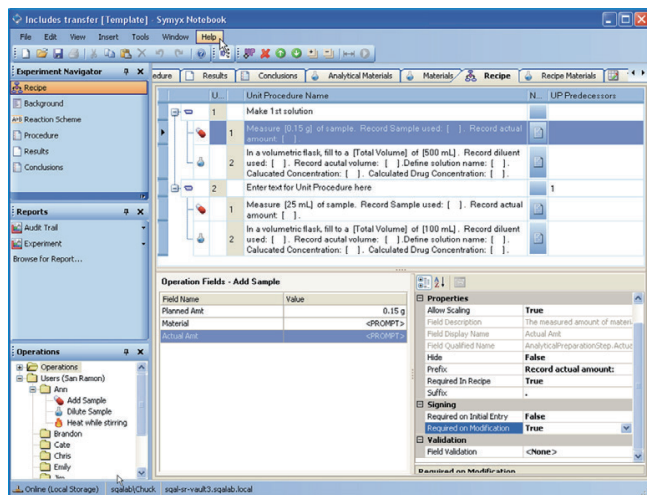 Includes transfer [Template] - Symyx Notebook
File Edit View Insert Tools Window Help
Experiment Navigator
Recipe
Background
Reaction Scheme
Procedure
Results
Conclusions
Reports
Audit Trail
Experiment
Browse for Report...
Operations
Operations
Users (San Ramon)
Ann
Add Sample
Dilute Sample
Heat while stirring
Brandon
Cate
Chris
Emily
edure Results Conclusions Analytical Materials Materials Recipe Recipe Materials
U... Unit Procedure Name N... UP Predecessors
1 Make 1st solution
1 Measure [0.15 g] of sample. Record Sample used: [ ]. Record actual
amount: [ ]
2 In a volumetric flask, fill to a [Total Volume] of [500 mL]. Record diluent
used: [ ]. Record acutal volume: [ ].Define solution name: [ ].
Calucated Concentration: [ ]. Calculated Drug Concentration: [ ].
2 Enter text for Unit Procedure here 1
1 Measure [25 mL] of sample. Record Sample used: [ ]. Record actual
amount: [ ].
2 In a volumetric flask, fill to a [Total Volume] of [100 mL]. Record diluent
used: [ ]. Record acutal volume: [ ].Define solution name: [ ].
Calucated Concentration: [ ]. Calculated Drug Concentration: [ ].
Operation Fields - Add Sample
Field Name Value
Planned Amt 0.15 g
Material <PROMPT>
Actual Amt <PROMPT>
Properties
Allow Scaling True
Field Description The measured amount of materi
Field Display Name Actual Amt
Field Qualified Name AnalyticalPreparationStep.Actua
Hide False
Prefix Record actual amount:
Required In Recipe True
Suffix .
Signing
Required on Initial Entry False
Required on Modification True
Validation
Field Validation <None>
Required on Modification
Online (Local Storage) sqalab\Chuck sqal-sr-vault3.sqalab.local